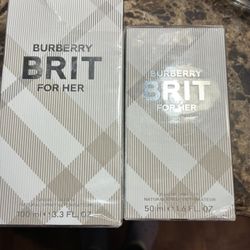 BURBERRY
BRIT
FOR HER
100 ml ℮ 3.3 FL. OZ
BURBERRY
BRIT
FOR HER
50 ml ℮ 1.6 FL. OZ